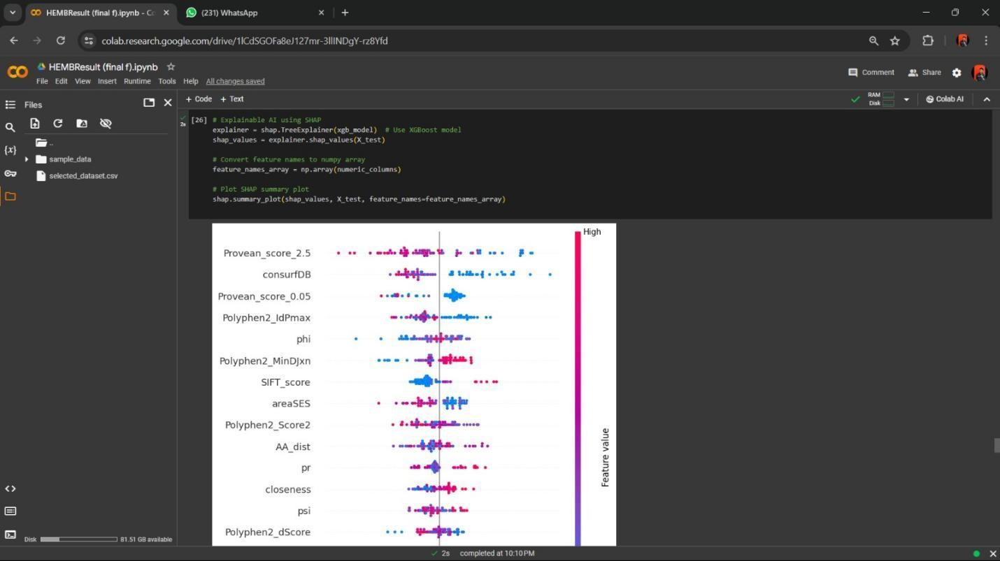 HEMBResult (final f).ipynb - Co
(231) WhatsApp
colab.research.google.com/drive/1lCdSGOFa8eJ127mr-3llINDgY-rz8Yfd
HEMBResult (final f).ipynb
Comment
Share
File Edit View Insert Runtime Tools Help All changes saved
Files
+ Code + Text
RAM
Disk
Colab AI
..
sample_data
selected_dataset.csv
{x}
2s
[26] # Explainable AI using SHAP
explainer = shap.TreeExplainer(xgb_model)  # Use XGBoost model
shap_values = explainer.shap_values(X_test)
# Convert feature names to numpy array
feature_names_array = np.array(numeric_columns)
# Plot SHAP summary plot
shap.summary_plot(shap_values, X_test, feature_names=feature_names_array)
High
Provean_score_2.5
consurfDB
Provean_score_0.05
Polyphen2_IdPmax
phi
Polyphen2_MinDJxn
SIFT_score
areaSES
Polyphen2_Score2
AA_dist
pr
closeness
psi
Polyphen2_dScore
Feature value
Disk 81.51 GB available
2s completed at 10:10 PM